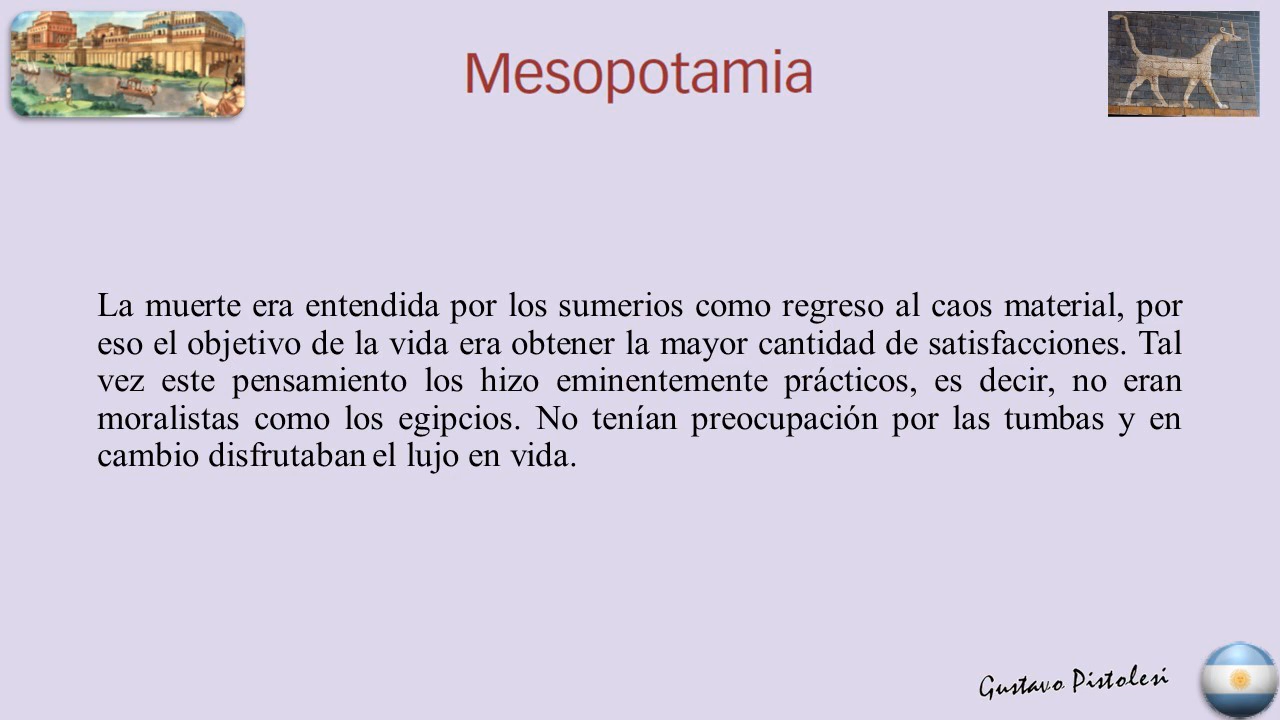 Mesopotamia
La muerte era entendida por los sumerios como regreso al caos material, por
eso el objetivo de la vida era obtener la mayor cantidad de satisfacciones. Tal
vez este pensamiento los hizo eminentemente prácticos, es decir, no eran
moralistas como los egipcios. No tenían preocupación por las tumbas y en
cambio disfrutaban el lujo en vida.
Gustavo Pistolesi